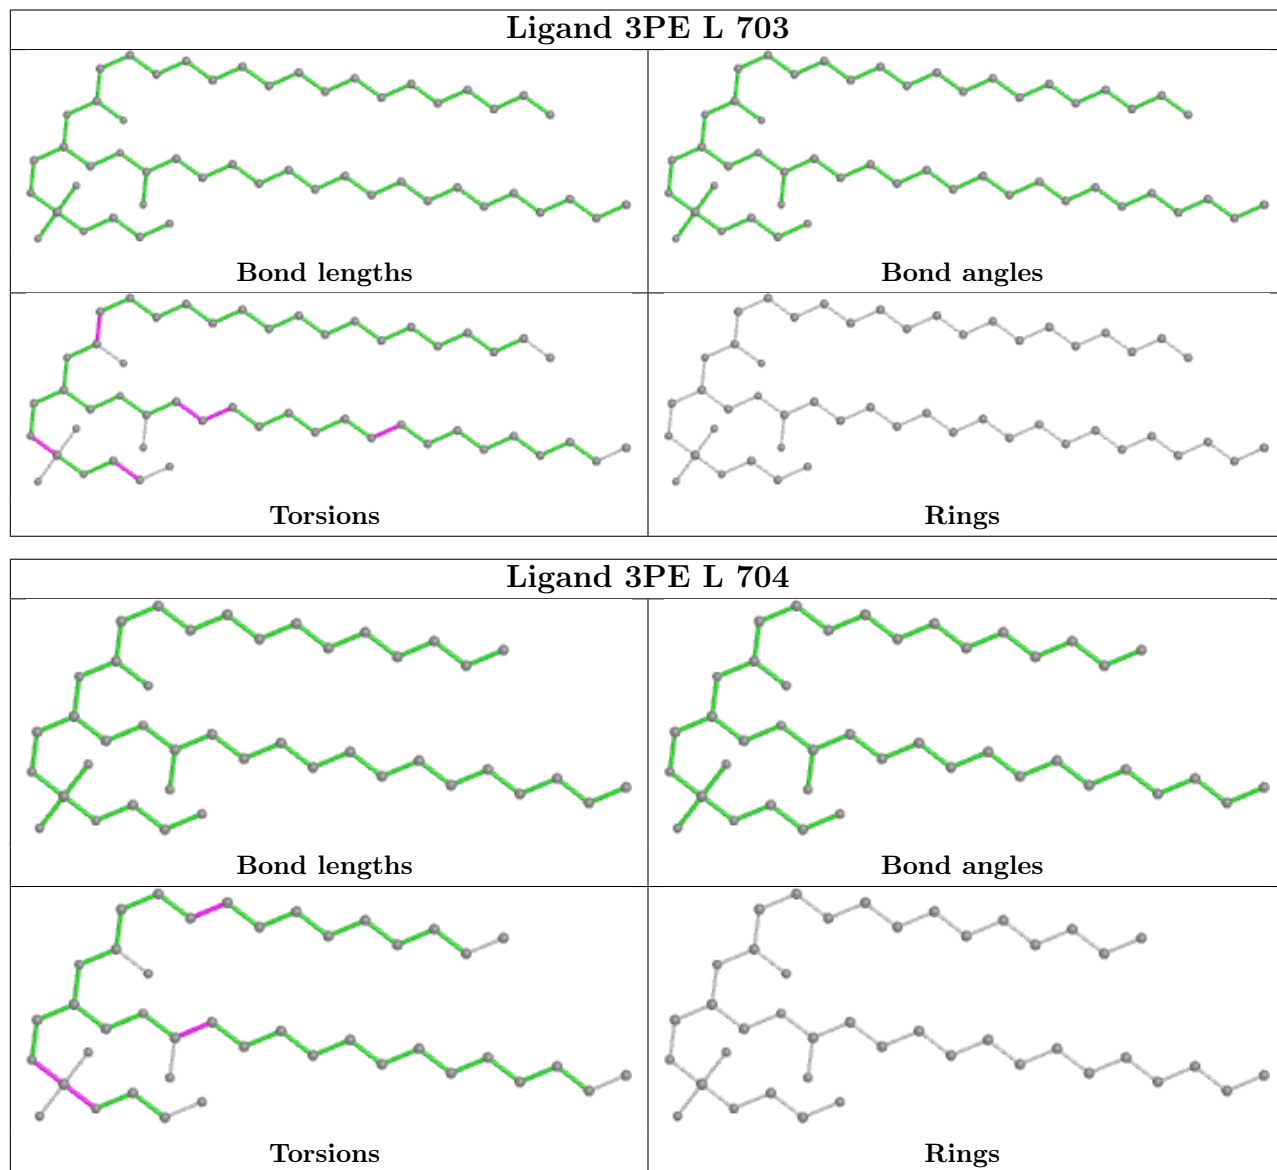 Ligand 3PE L 703
Bond lengths
Bond angles
Torsions
Rings
Ligand 3PE L 704
Bond lengths
Bond angles
Torsions
Rings